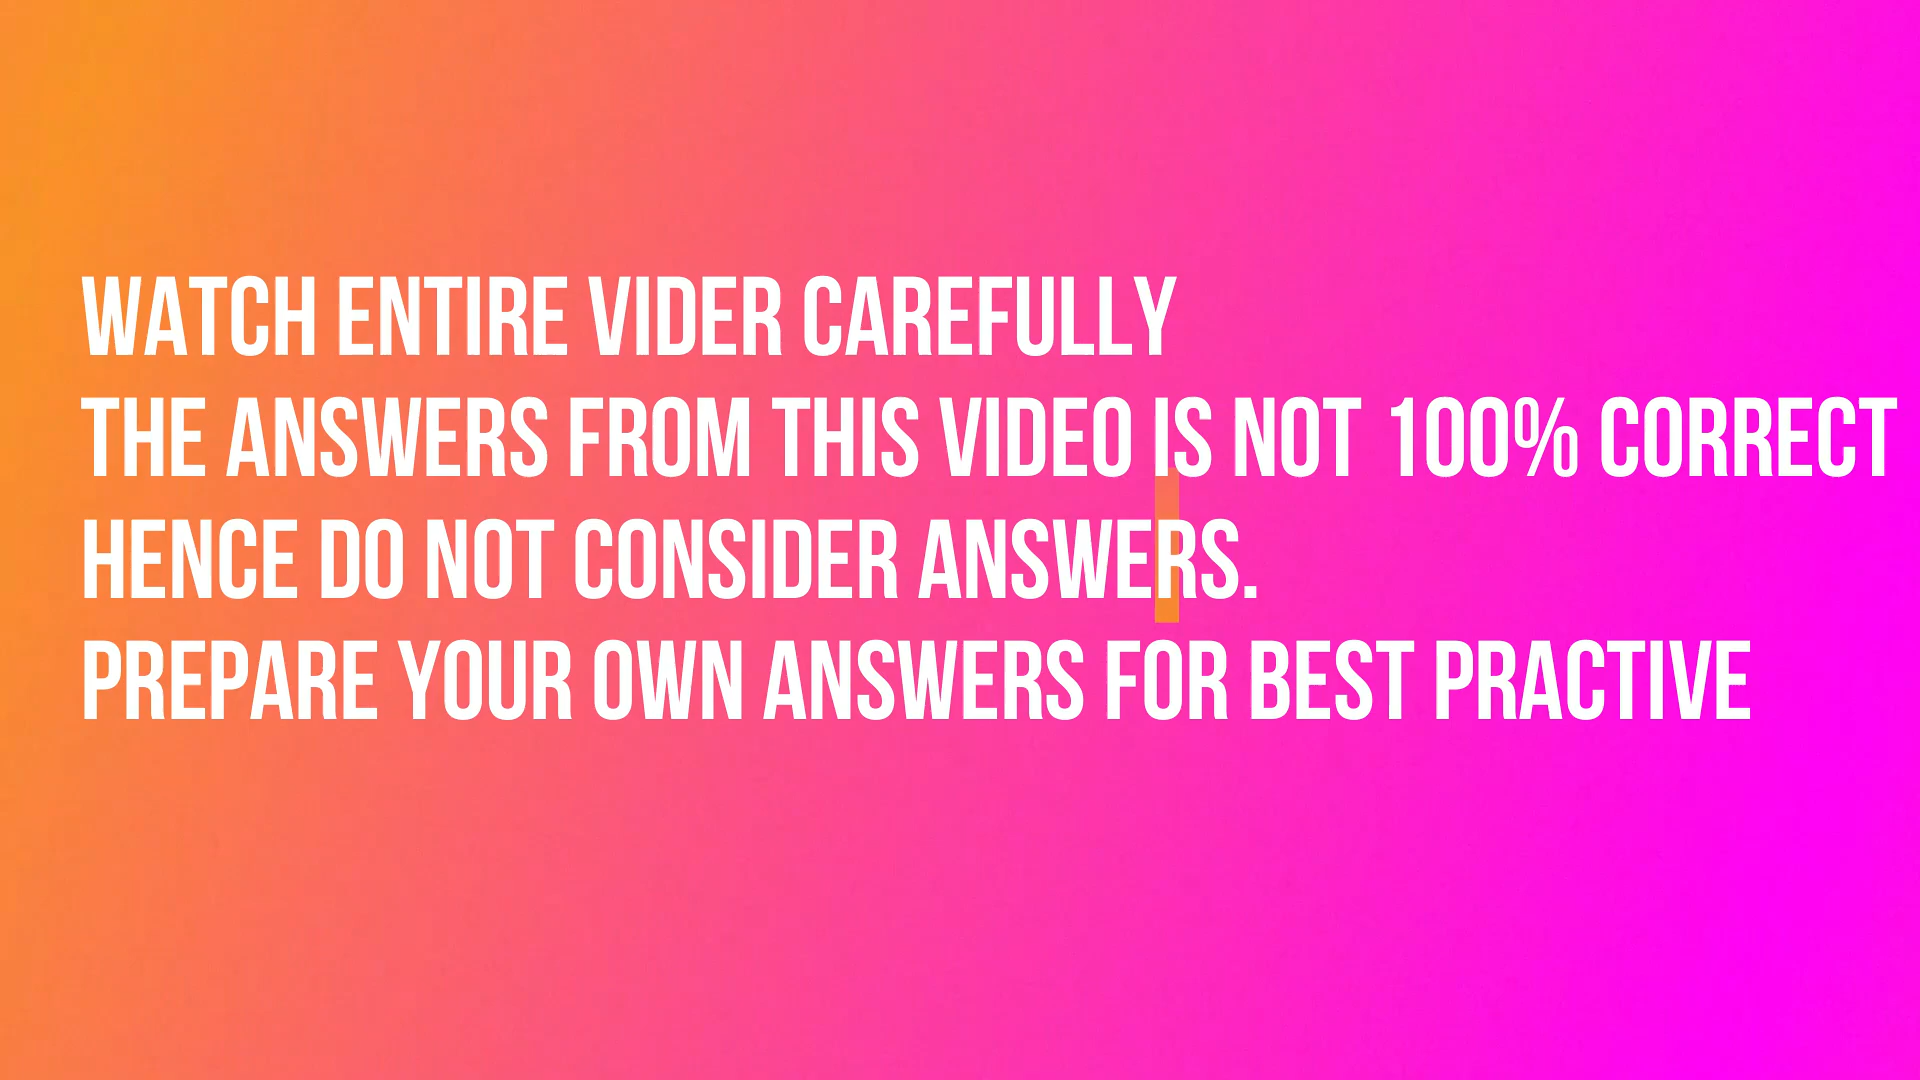 WATCH ENTIRE VIDER CAREFULLY
THE ANSWERS FROM THIS VIDEO IS NOT 100% CORRECT
HENCE DO NOT CONSIDER ANSWERS.
PREPARE YOUR OWN ANSWERS FOR BEST PRACTIVE